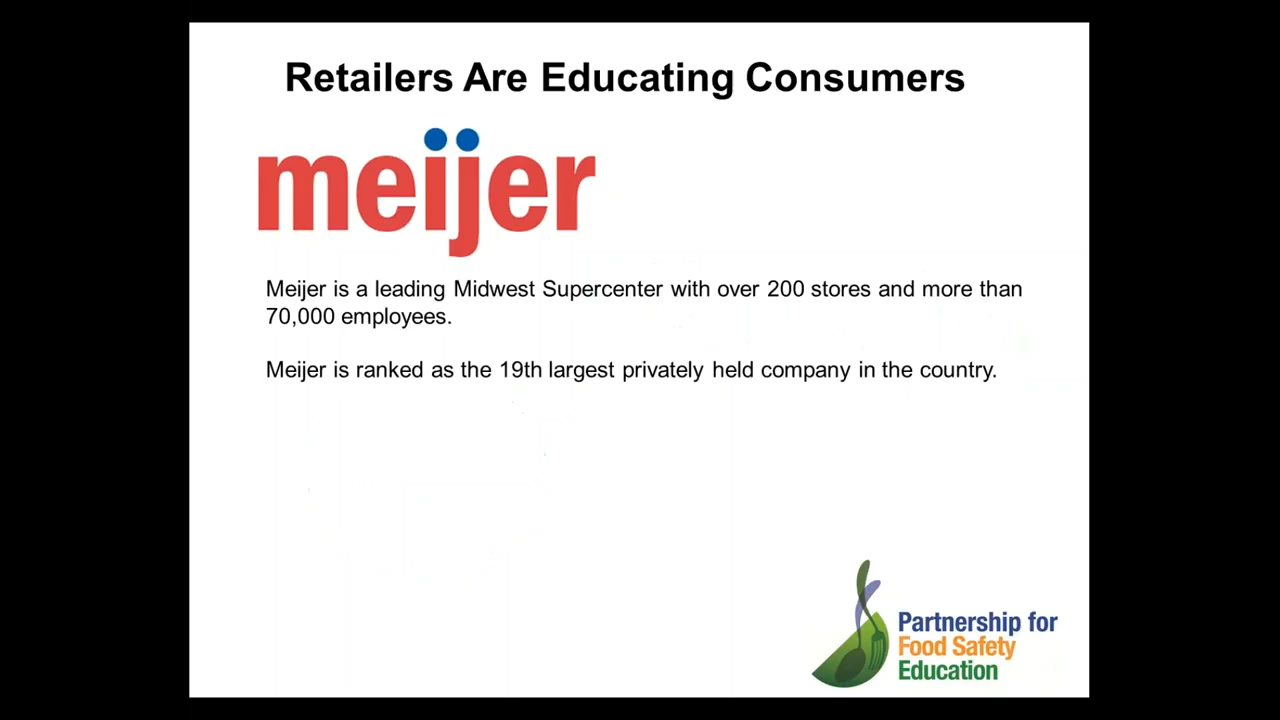 Retailers Are Educating Consumers
meijer
Meijer is a leading Midwest Supercenter with over 200 stores and more than
70,000 employees.
Meijer is ranked as the 19th largest privately held company in the country.
Partnership for
Food Safety
Education